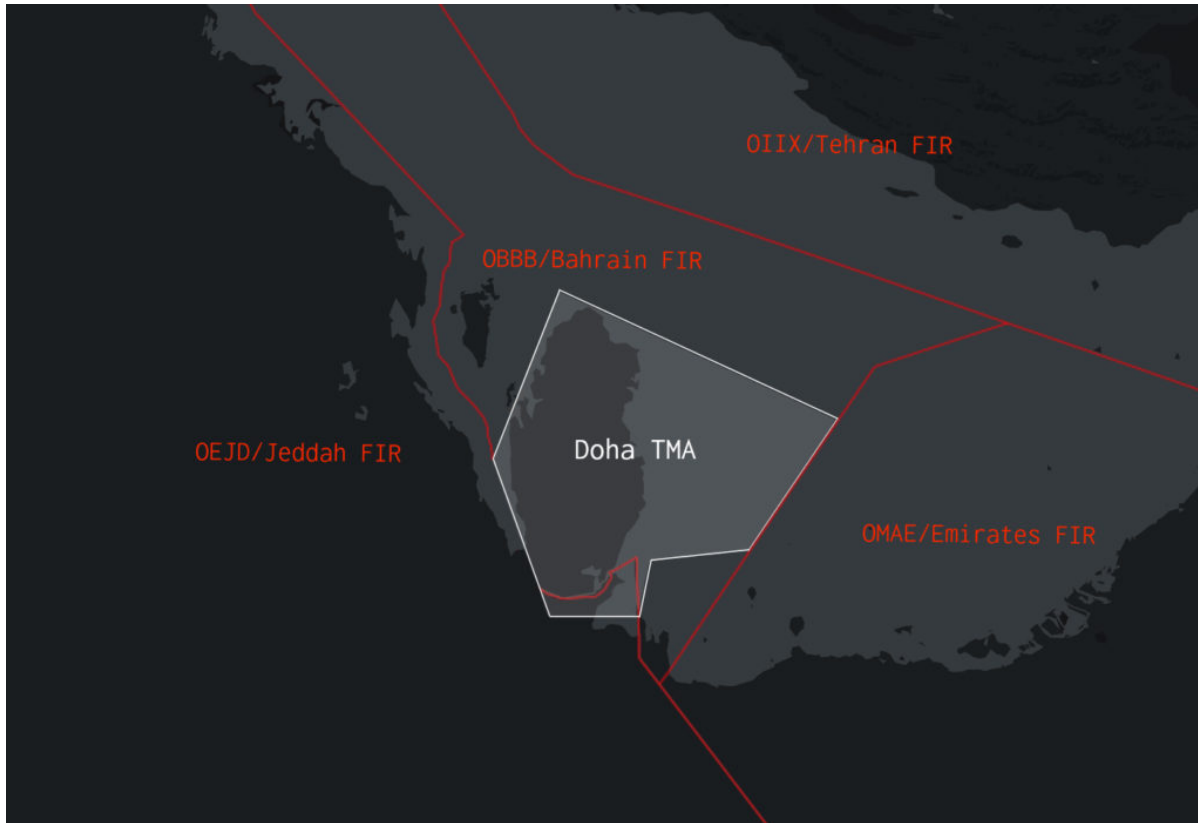 OIIX/Tehran FIR
OBBB/Bahrain FIR
Doha TMA
OEJD/Jeddah FIR
OMAE/Emirates FIR